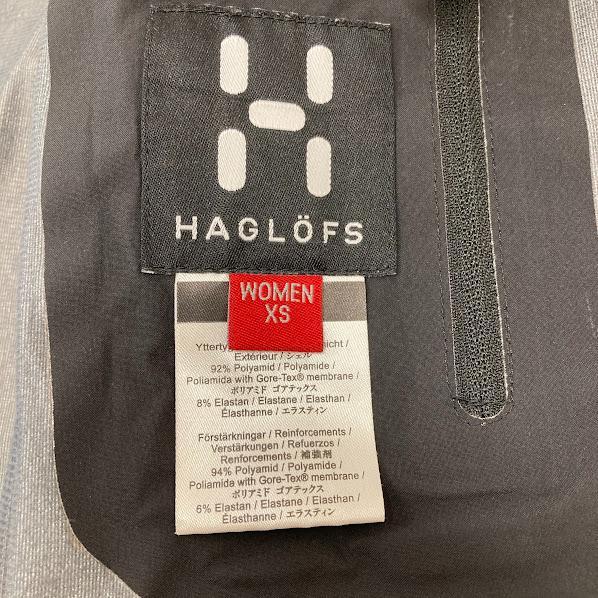 HAGLÖFS
WOMEN
XS
Extérieur / シェル
92% Polyamid / Polyamide /
Poliamida with Gore-Tex® membrane /
ポリアミド ゴアテックス
8% Elastan / Elastane / Elasthan /
Élasthanne / エラスティン
Förstärkningar / Reinforcements /
Verstärkungen / Refuerzos /
Renforcements / 補強剤
94% Polyamid / Polyamide /
Poliamida with Gore-Tex® membrane /
ポリアミド ゴアテックス
6% Elastan / Elastane / Elasthan /
Élasthanne / エラスティン